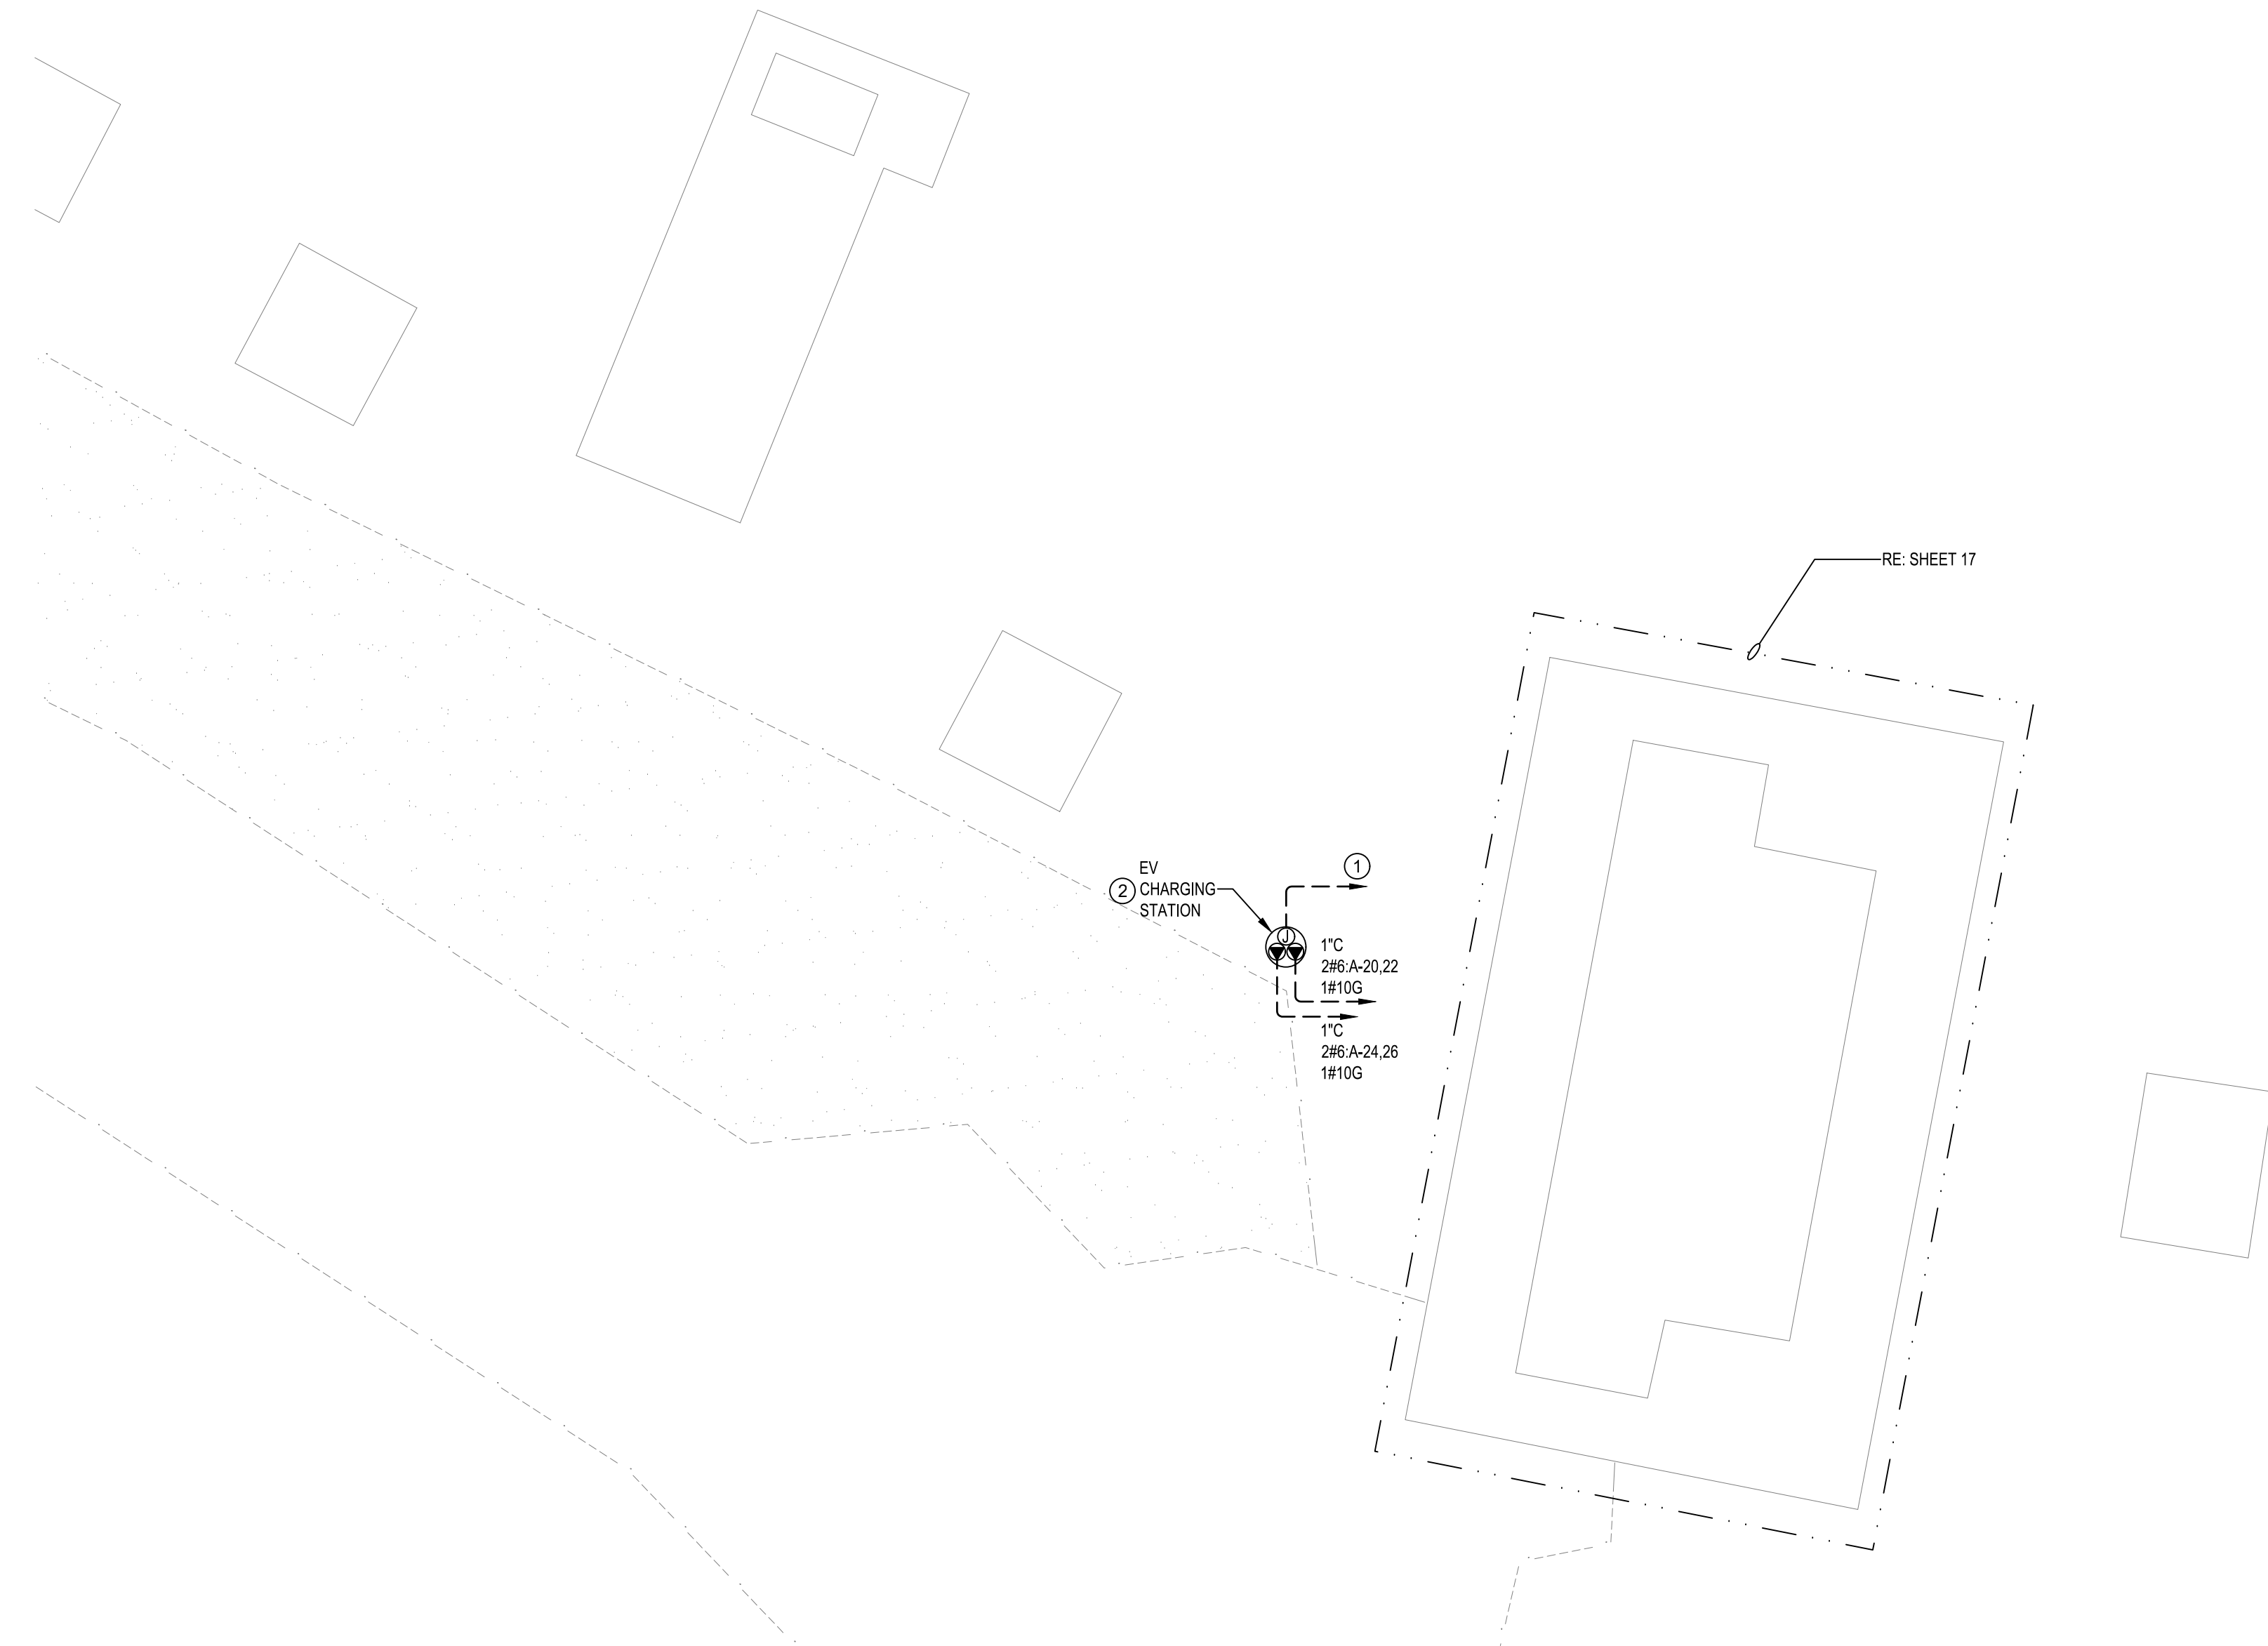 RE: SHEET 17
1
2
EV
CHARGING
STATION
J
1"C
2#6:A-20,22
1#10G
1"C
2#6:A-24,26
1#10G